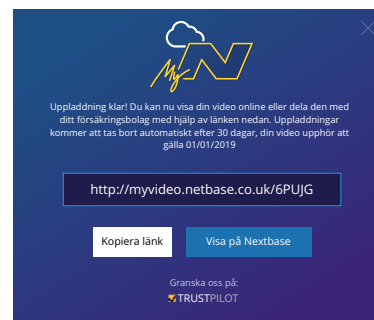 My N
Uppladdning klar! Du kan nu visa din video online eller dela den med
ditt försäkringsbolag med hjälp av länken nedan. Uppladdningar
kommer att tas bort automatiskt efter 30 dagar, din video upphör att
gälla 01/01/2019
http://myvideo.netbase.co.uk/6PUJG
Kopiera länk
Visa på Nextbase
Granska oss på:
TRUSTPILOT